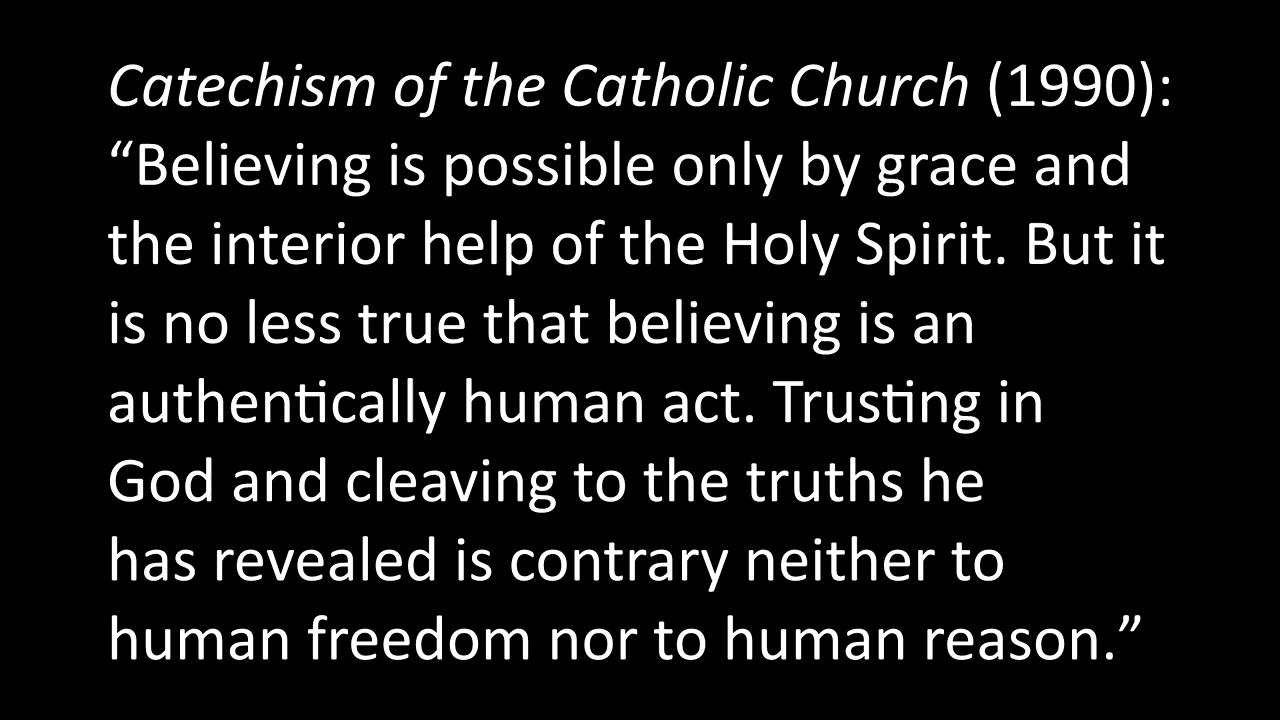 Catechism of the Catholic Church (1990):
“Believing is possible only by grace and
the interior help of the Holy Spirit. But it
is no less true that believing is an
authentically human act. Trusting in
God and cleaving to the truths he
has revealed is contrary neither to
human freedom nor to human reason.”